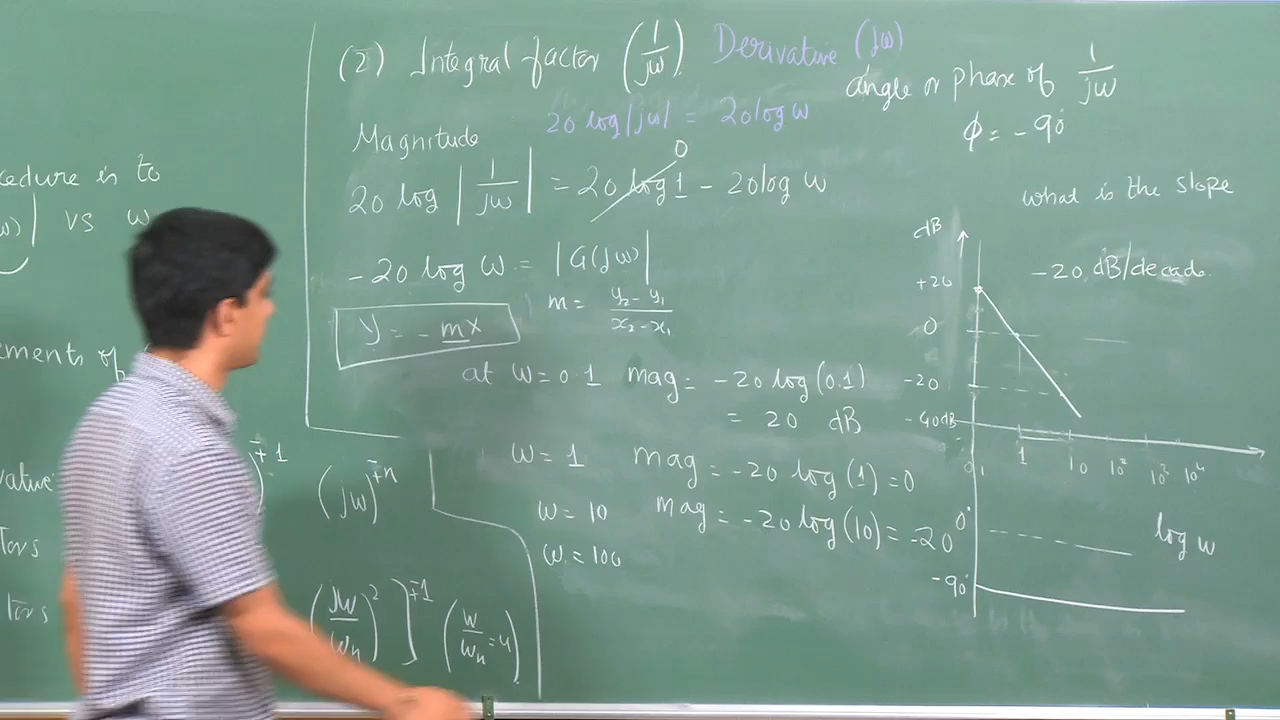 (2) Integral factor (1/jω) Derivative (jω)
20 log|jω| = 20 log ω
Magnitude
20 log |1/jω| = 20 log 1 - 20 log ω
0
-20 log ω = |G(jω)|
y = - mx
m = (y₂ - y₁)/(x₂ - x₁)
at ω = 0.1 mag = -20 log (0.1)
= 20 dB
ω = 1 mag = -20 log (1) = 0
ω = 10 mag = -20 log (10) = -20
ω = 100
angle or phase of 1/jω
φ = -90°
what is the slope
-20 dB/decade
dB
+20
0
-20
-40dB
0.1 1 10 10² 10³ 10⁴
0°
log ω
-90°
cedure is to
ω)| vs ω
ements of
)∓1
(jω)∓n
(jω/ωn)²]∓1 (ω/ωn = u)
vative
tors
tors